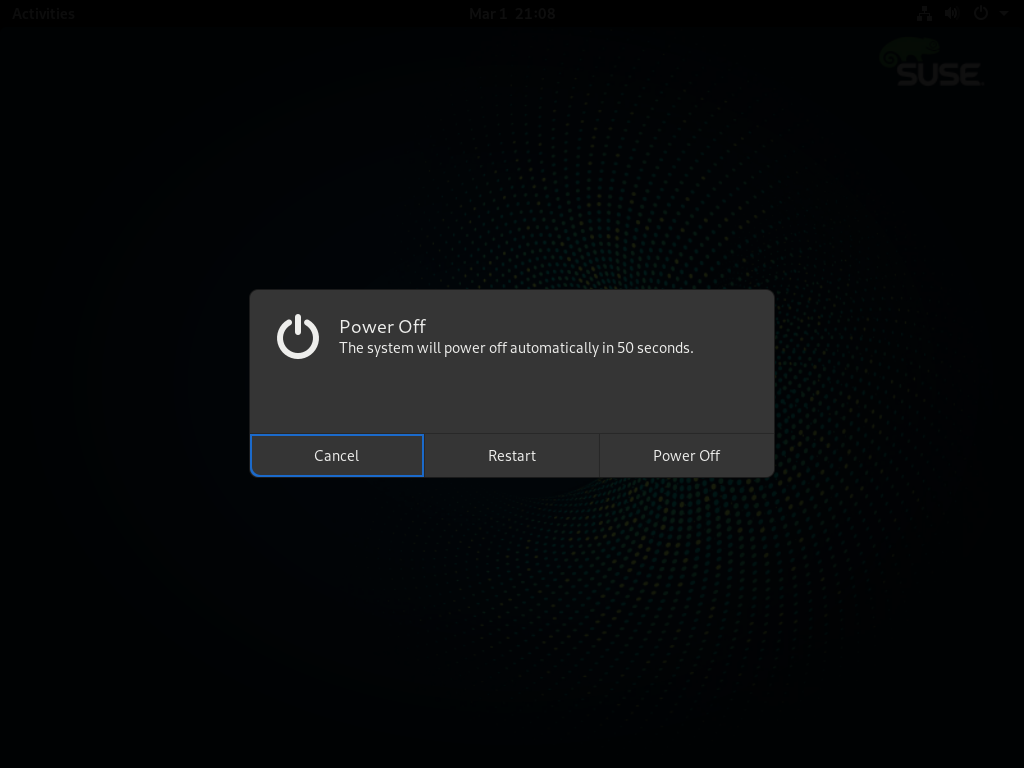 Activities
Mar 1 21:08
SUSE
Power Off
The system will power off automatically in 50 seconds.
Cancel
Restart
Power Off